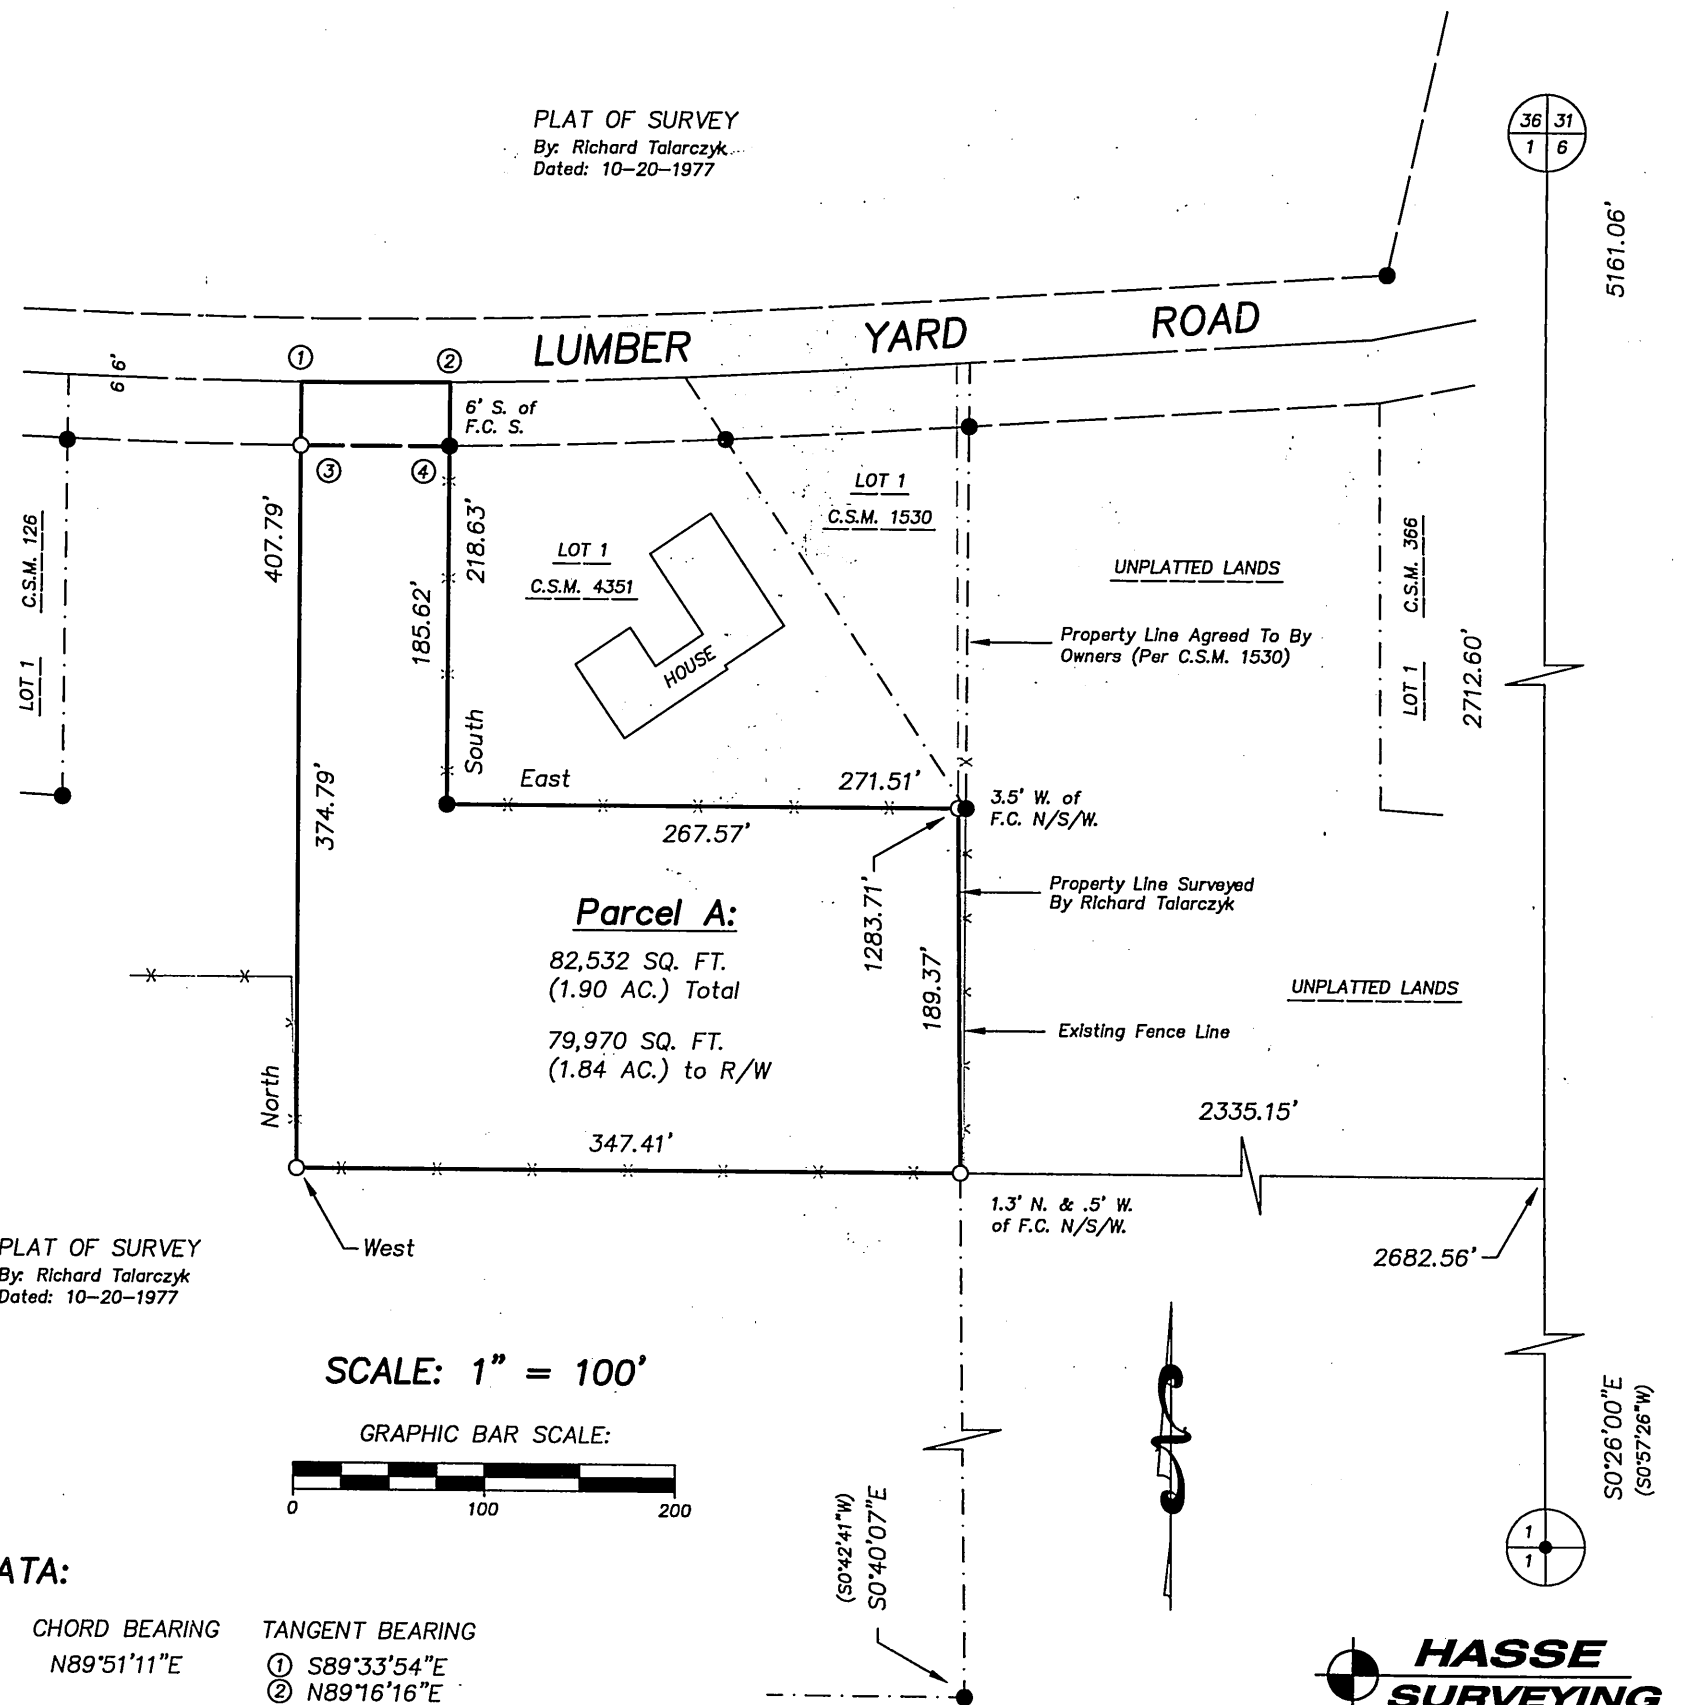 PLAT OF SURVEY
By: Richard Talarczyk
Dated: 10-20-1977
36 31
1 6
5161.06'
LUMBER YARD ROAD
1
2
6'6'
6' S. of
F.C. S.
3
4
407.79'
218.63'
185.62'
LOT 1
C.S.M. 126
LOT 1
C.S.M. 4351
HOUSE
LOT 1
C.S.M. 1530
UNPLATTED LANDS
LOT 1
C.S.M. 366
Property Line Agreed To By
Owners (Per C.S.M. 1530)
2712.60'
South
East
271.51'
267.57'
374.79'
3.5' W. of
F.C. N/S/W.
1283.71'
Property Line Surveyed
By Richard Talarczyk
Parcel A:
82,532 SQ. FT.
(1.90 AC.) Total
79,970 SQ. FT.
(1.84 AC.) to R/W
189.37'
UNPLATTED LANDS
Existing Fence Line
North
347.41'
2335.15'
1.3' N. & .5' W.
of F.C. N/S/W.
West
2682.56'
PLAT OF SURVEY
By: Richard Talarczyk
Dated: 10-20-1977
SCALE: 1" = 100'
GRAPHIC BAR SCALE:
0 100 200
(S0°42'41"W)
S0°40'07"E
S0°26'00"E
(S0°57'26"W)
1
1
ATA:
CHORD BEARING TANGENT BEARING
N89°51'11"E 1 S89°33'54"E
2 N89°16'16"E
HASSE
SURVEYING